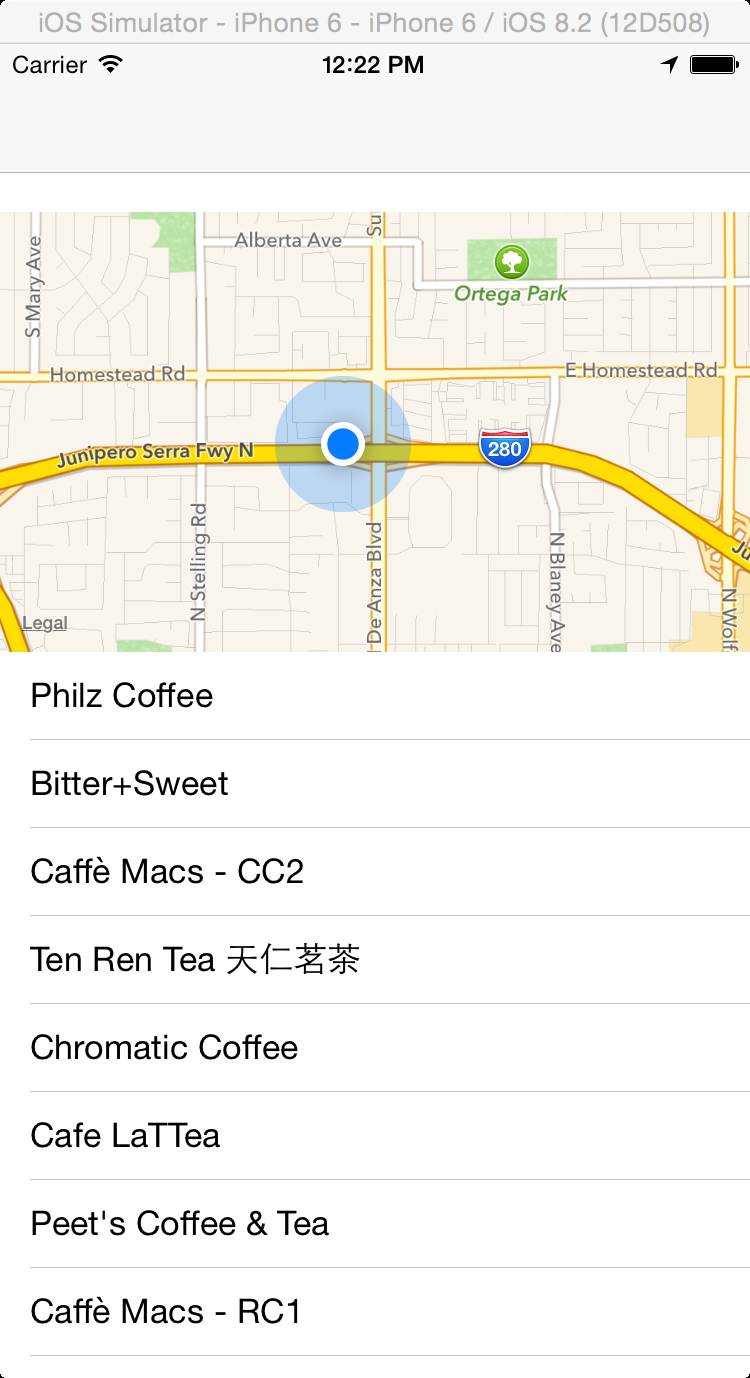 iOS Simulator - iPhone 6 - iPhone 6 / iOS 8.2 (12D508)
Carrier 12:22 PM
S Mary Ave
Alberta Ave
Su
Ortega Park
Homestead Rd
E Homestead Rd
Junipero Serra Fwy N
280
Ju
N Stelling Rd
De Anza Blvd
N Blaney Ave
N Wolf
Legal
Philz Coffee
Bitter+Sweet
Caffè Macs - CC2
Ten Ren Tea 天仁茗茶
Chromatic Coffee
Cafe LaTTea
Peet's Coffee & Tea
Caffè Macs - RC1